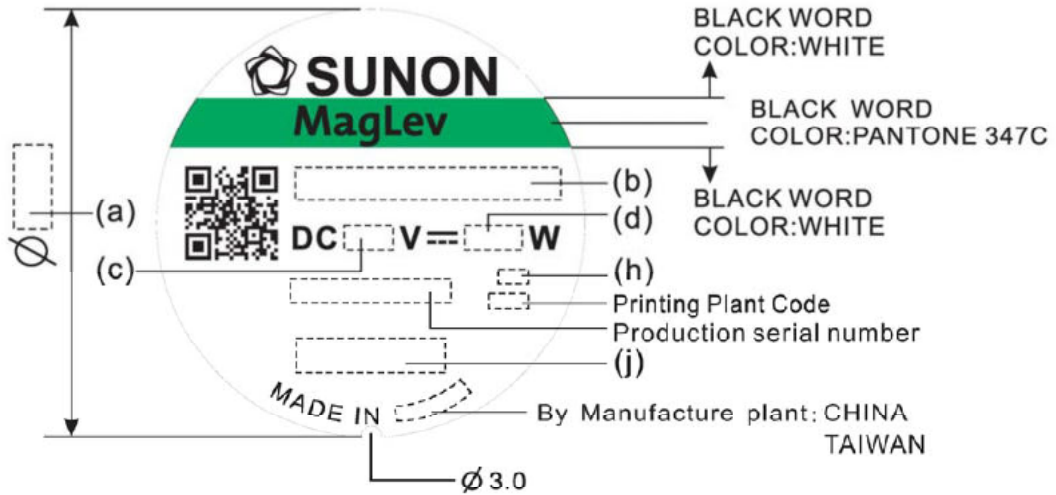 BLACK WORD
COLOR:WHITE
SUNON
MagLev
BLACK WORD
COLOR:PANTONE 347C
(b)
BLACK WORD
COLOR:WHITE
(a)
(d)
DC V W
Ø
(c)
(h)
Printing Plant Code
Production serial number
(j)
MADE IN
By Manufacture plant: CHINA
TAIWAN
Ø 3.0